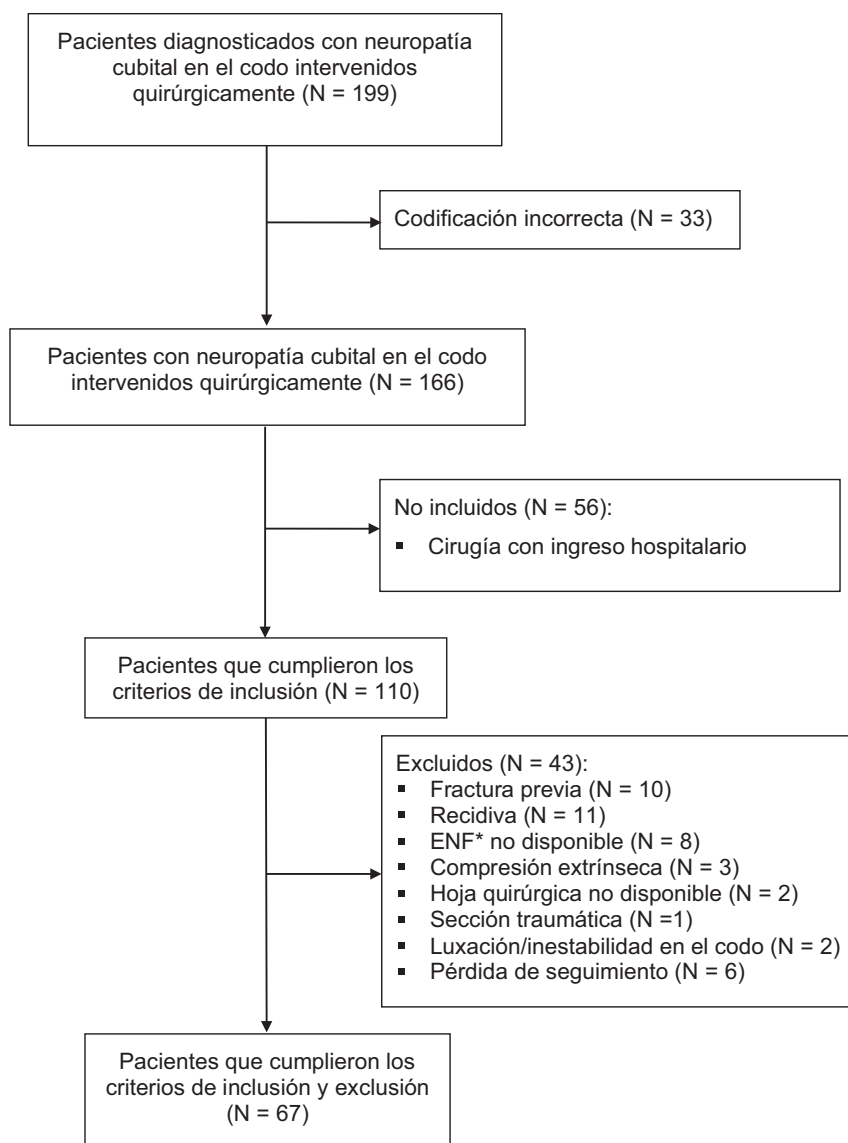 Pacientes diagnosticados con neuropatía
cubital en el codo intervenidos
quirúrgicamente (N = 199)
Codificación incorrecta (N = 33)
Pacientes con neuropatía cubital en el codo
intervenidos quirúrgicamente (N = 166)
No incluidos (N = 56):
▪ Cirugía con ingreso hospitalario
Pacientes que cumplieron los
criterios de inclusión (N = 110)
Excluidos (N = 43):
▪ Fractura previa (N = 10)
▪ Recidiva (N = 11)
▪ ENF* no disponible (N = 8)
▪ Compresión extrínseca (N = 3)
▪ Hoja quirúrgica no disponible (N = 2)
▪ Sección traumática (N =1)
▪ Luxación/inestabilidad en el codo (N = 2)
▪ Pérdida de seguimiento (N = 6)
Pacientes que cumplieron los
criterios de inclusión y exclusión
(N = 67)